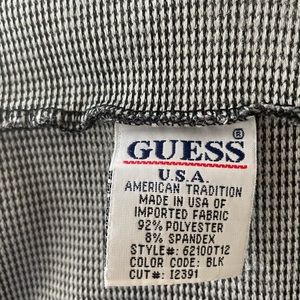 GUESS®
U.S.A.
AMERICAN TRADITION
MADE IN USA OF
IMPORTED FABRIC
92% POLYESTER
8% SPANDEX
STYLE#: 62100T12
COLOR CODE: BLK
CUT#: I2391